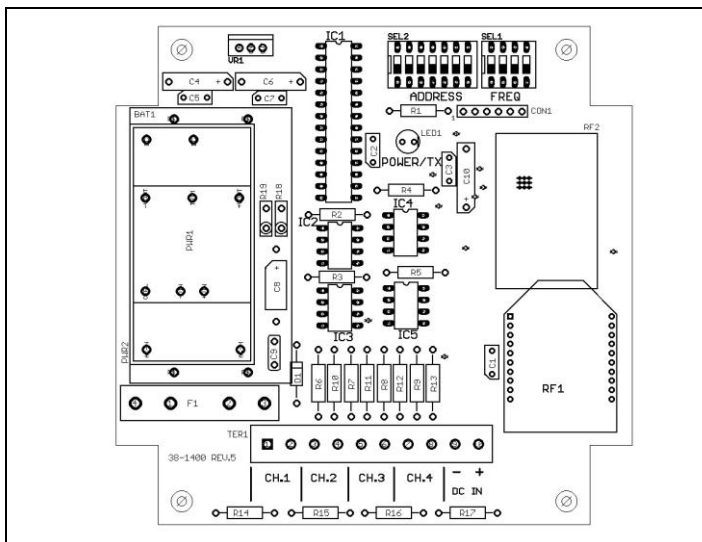 IC1
SEL2
SEL1
VR1
C4 +
C6 +
C5
C7
ADDRESS
FREQ
BAT1
R1
1
CON1
LED1
RF2
C2
POWER/TX
C3
C10
+
R4
R19
R18
R2
IC2
IC4
PWR1
R3
R5
+
C8
IC3
IC5
PWR2
C9
D1
R6
R10
R7
R11
R8
R12
R9
R13
C1
RF1
F1
TER1
38-1400 REV.5
CH.1
CH.2
CH.3
CH.4
- +
DC IN
R14
R15
R16
R17